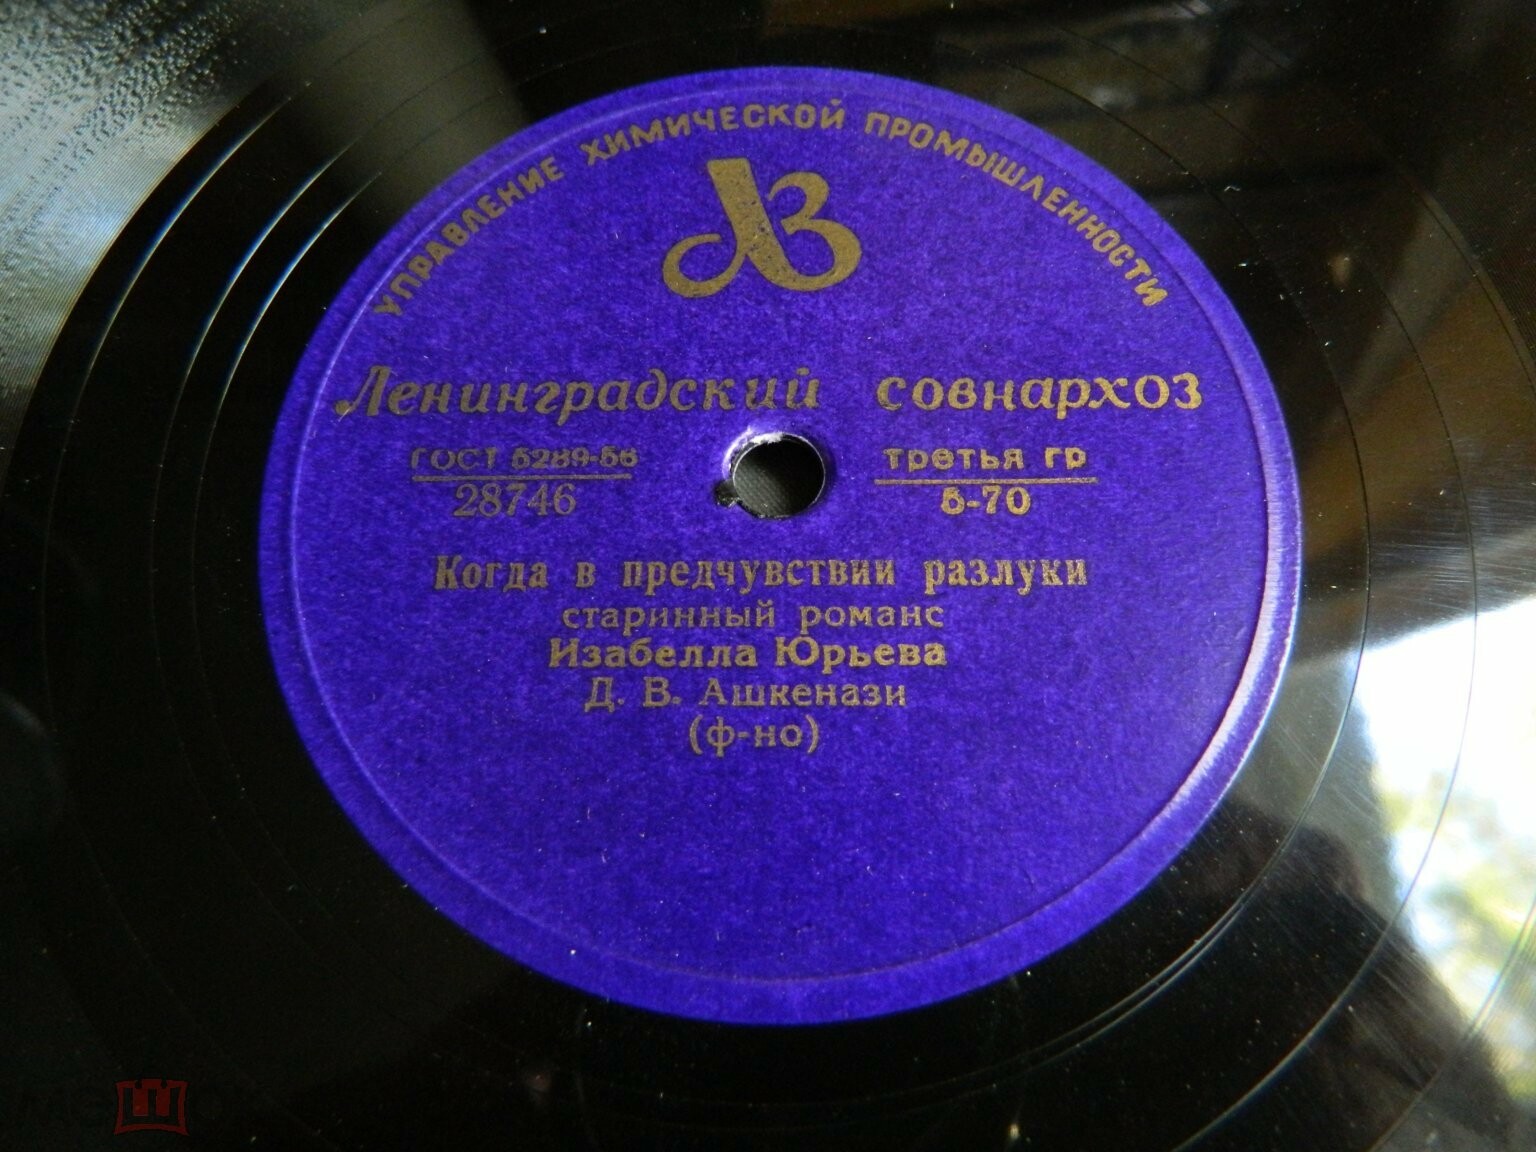 УПРАВЛЕНИЕ ХИМИЧЕСКОЙ ПРОМЫШЛЕННОСТИ
ЛЗ
Ленинградский совнархоз
ГОСТ 5289-56 третья гр
28746 5-70
Когда в предчувствии разлуки
старинный романс
Изабелла Юрьева
Д. В. Ашкенази
(ф-но)